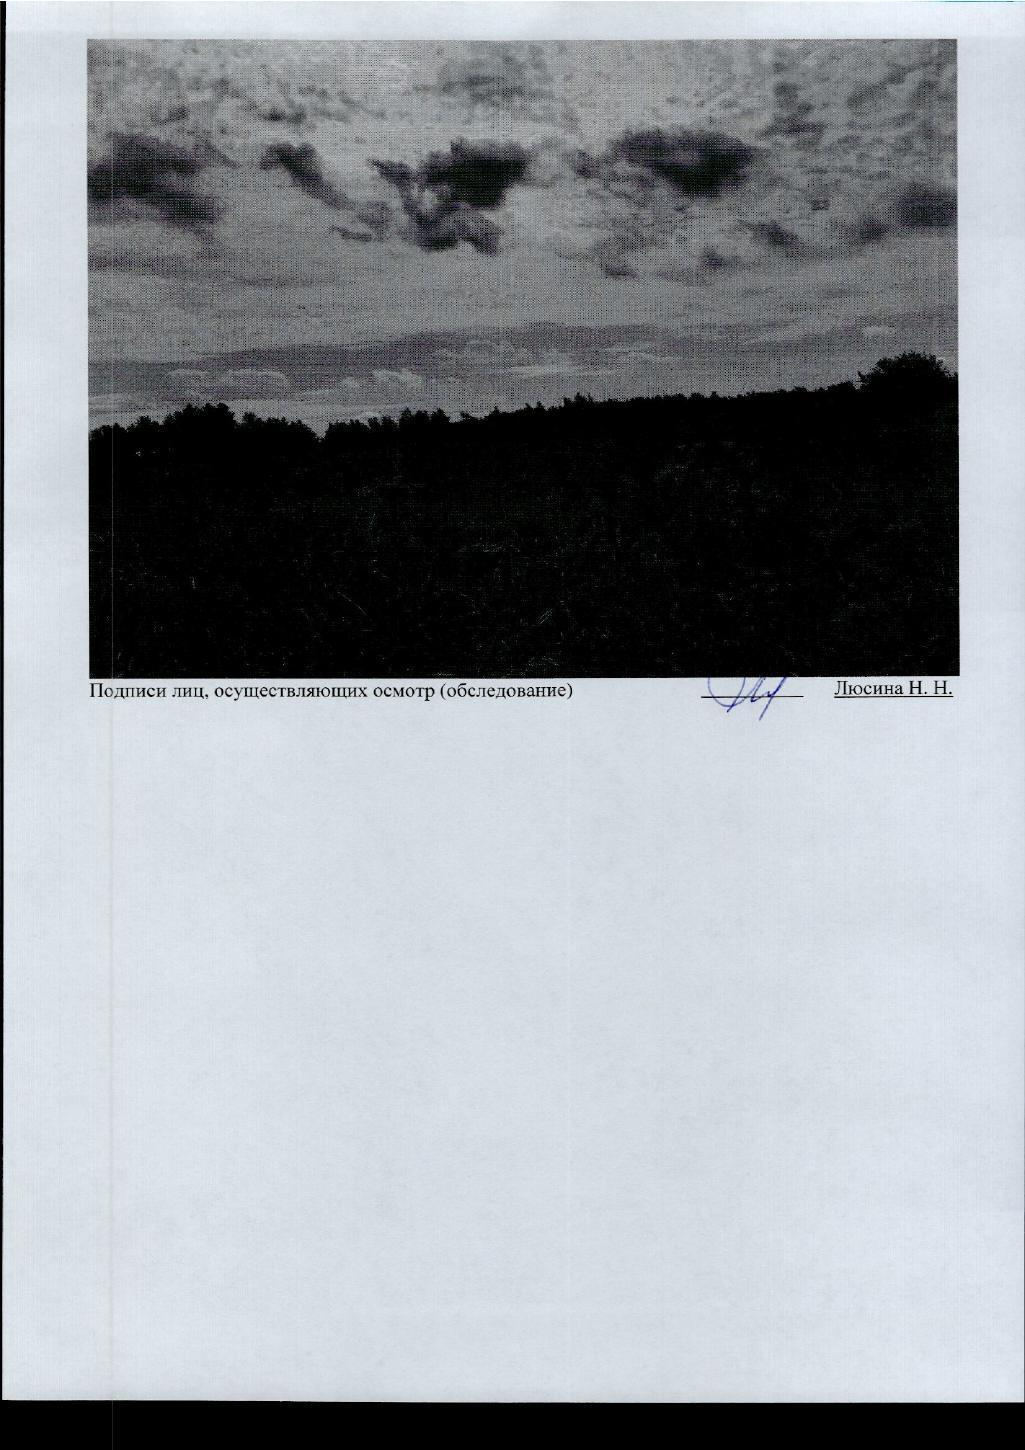 Подписи лиц, осуществляющих осмотр (обследование) Люсина Н. Н.